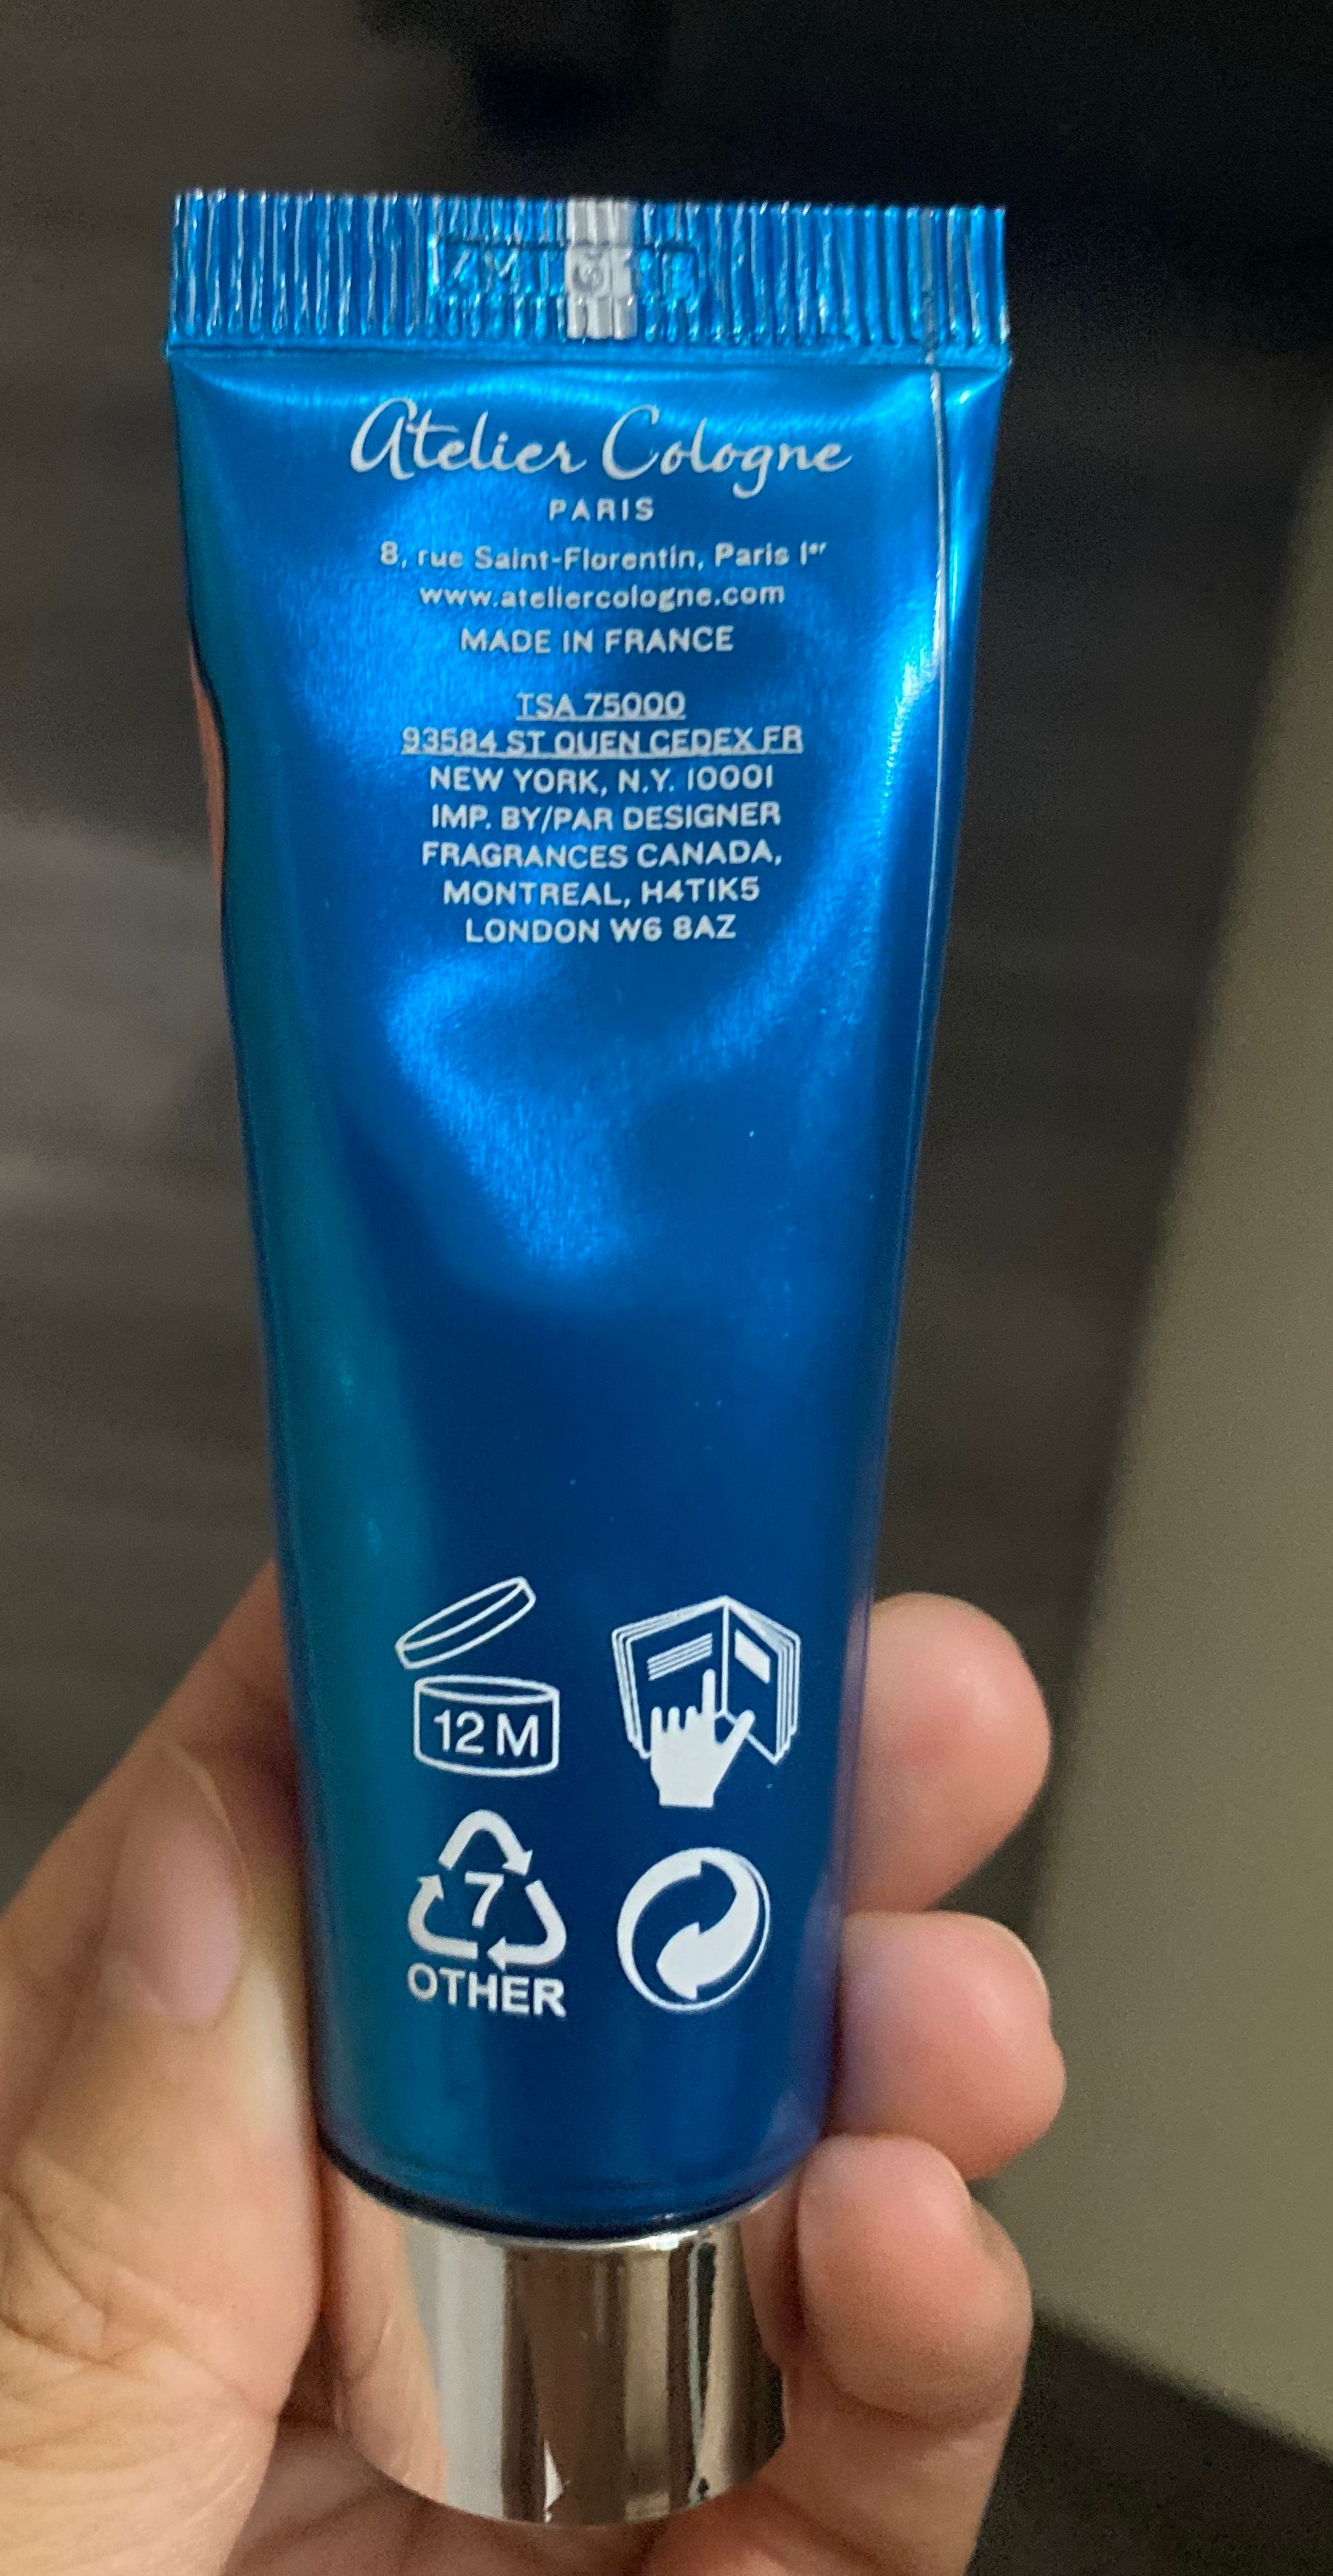 Atelier Cologne
PARIS
8, rue Saint-Florentin, Paris 1er
www.ateliercologne.com
MADE IN FRANCE
TSA 75000
93584 ST OUEN CEDEX FR
NEW YORK, N.Y. 10001
IMP. BY/PAR DESIGNER
FRAGRANCES CANADA,
MONTREAL, H4T1K5
LONDON W6 8AZ
12 M
7
OTHER